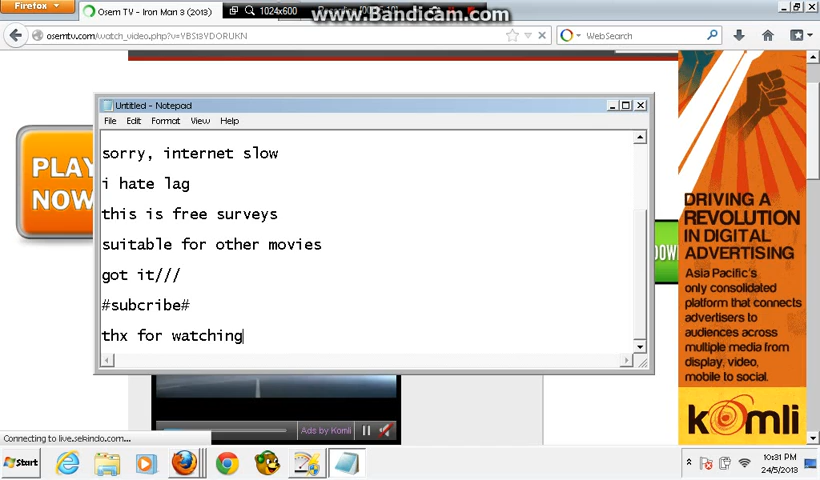 www.Bandicam.com
Firefox
Osem TV - Iron Man 3 (2013)
1024x600
osemtv.com/watch_video.php?v=YBS13YDORUKN
WebSearch
Untitled - Notepad
File Edit Format View Help
sorry, internet slow
i hate lag
this is free surveys
suitable for other movies
got it///
#subcribe#
thx for watching
PLAY
NOW
DRIVING A
REVOLUTION
IN DIGITAL
ADVERTISING
Asia Pacific's
only consolidated
platform that connects
advertisers to
audiences across
multiple media from
display, video,
mobile to social.
komli
Ads by Komli
Connecting to live.sekindo.com...
Start
10:31 PM
24/5/2013